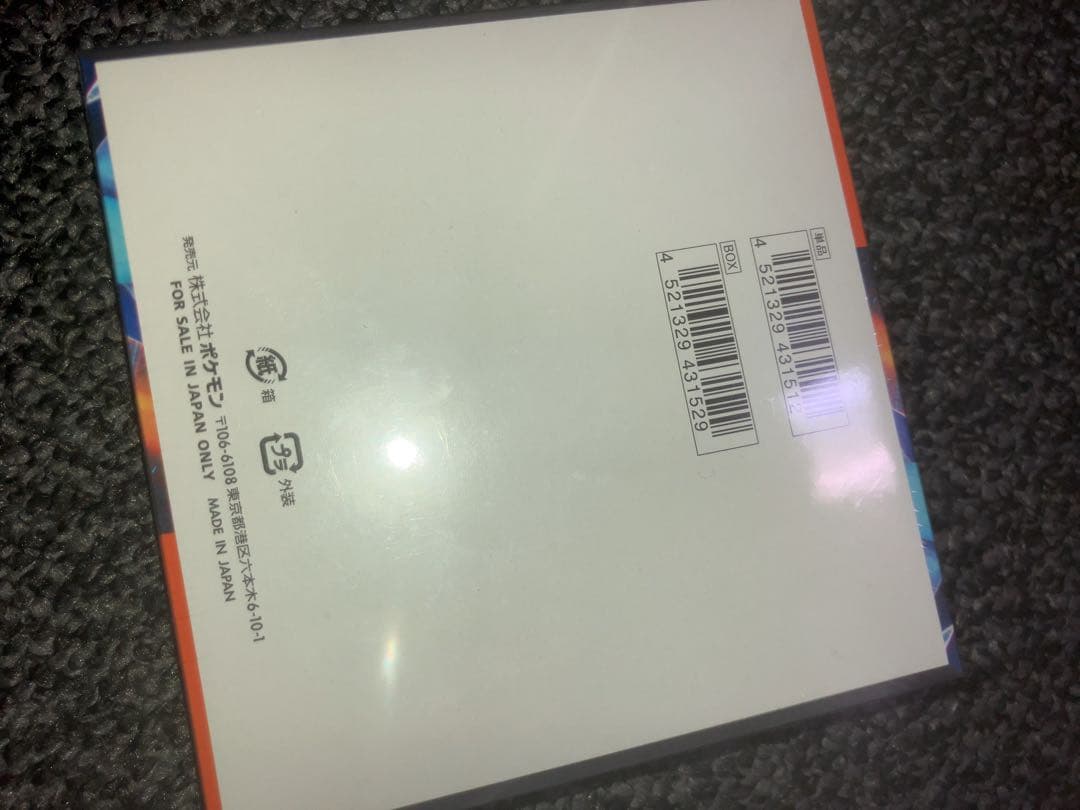 単品
4 521329 431512
BOX
4 521329 431529
紙 箱
プラ 外装
発売元 株式会社ポケモン 〒106-6108 東京都港区六本木6-10-1
FOR SALE IN JAPAN ONLY MADE IN JAPAN